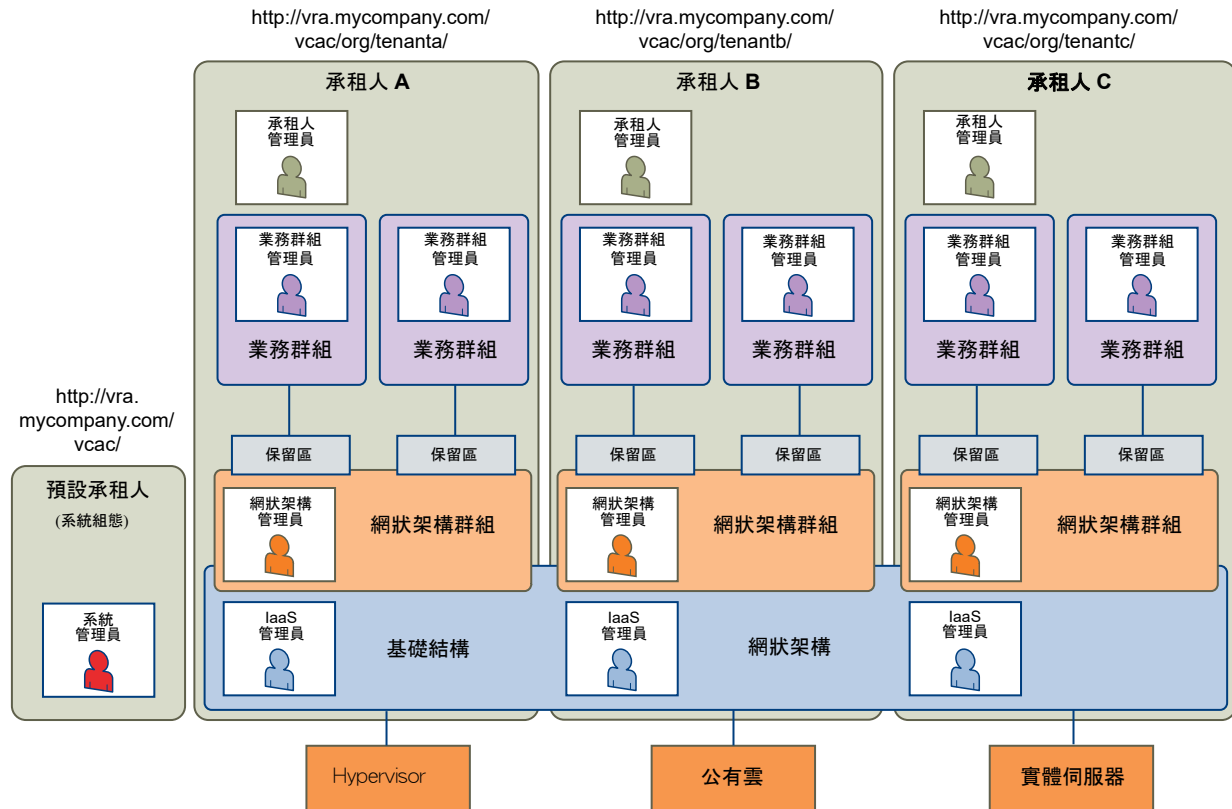 http://vra.mycompany.com/
vcac/org/tenanta/
http://vra.mycompany.com/
vcac/org/tenantb/
http://vra.mycompany.com/
vcac/org/tenantc/
承租人 A
承租人 B
承租人 C
承租人
管理員
承租人
管理員
承租人
管理員
業務群組
管理員
業務群組
管理員
業務群組
管理員
業務群組
管理員
業務群組
管理員
業務群組
管理員
業務群組
業務群組
業務群組
業務群組
業務群組
業務群組
http://vra.
mycompany.com/
vcac/
保留區
保留區
保留區
保留區
保留區
保留區
預設承租人
(系統組態)
網狀架構
管理員
網狀架構群組
網狀架構
管理員
網狀架構群組
網狀架構
管理員
網狀架構群組
系統
管理員
IaaS
管理員
基礎結構
IaaS
管理員
網狀架構
IaaS
管理員
Hypervisor
公有雲
實體伺服器